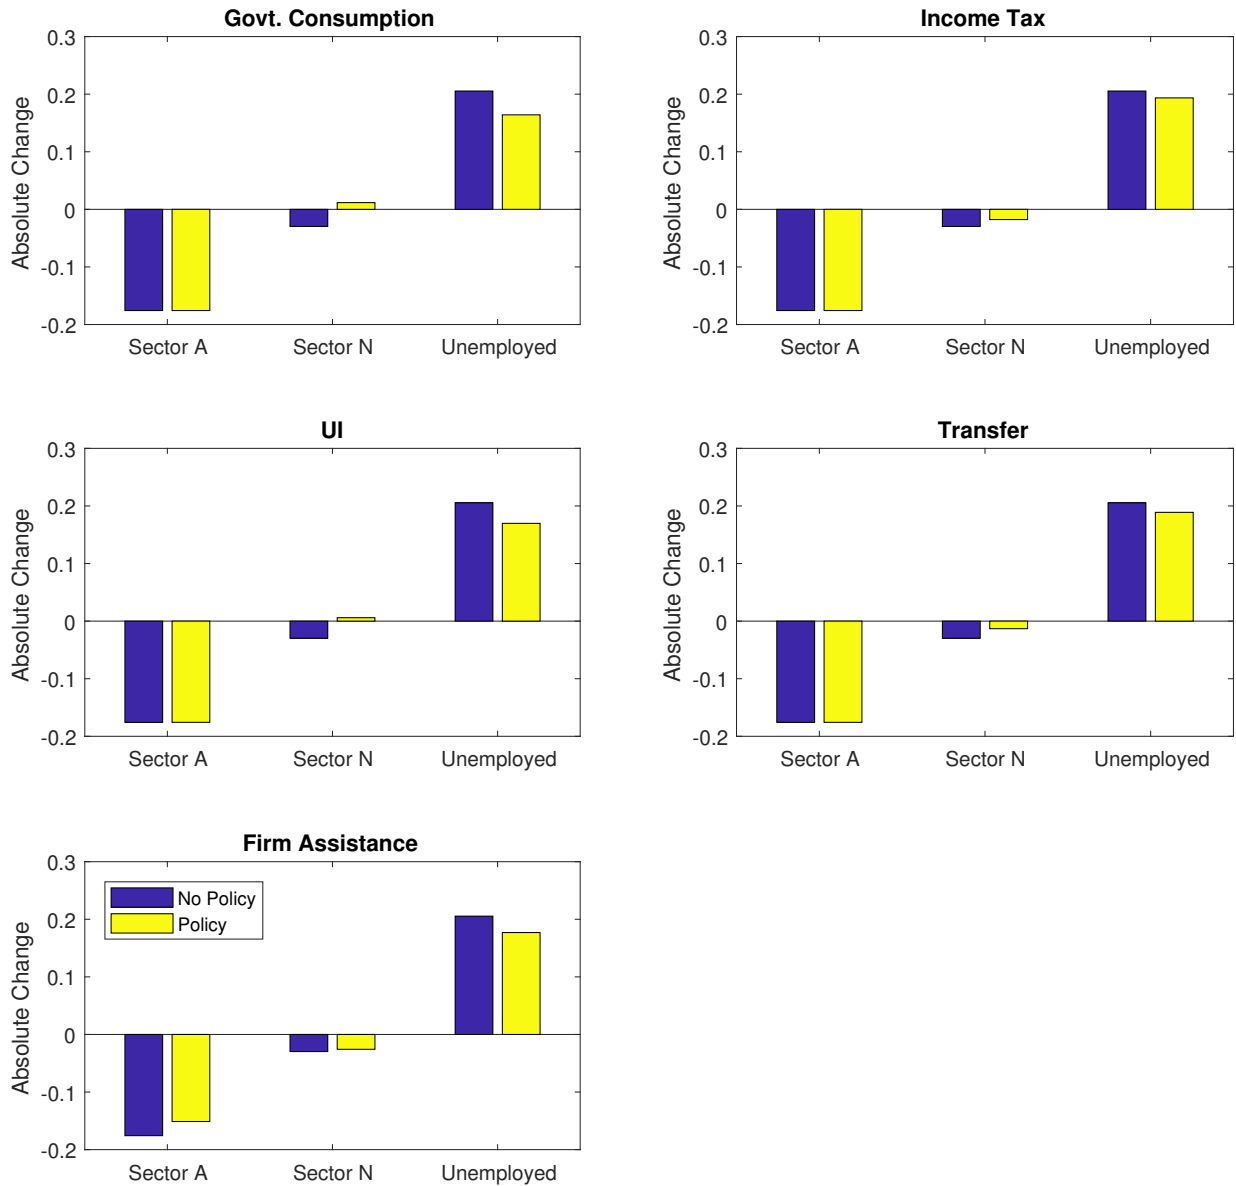 Govt. Consumption
0.3
0.2
0.1
0
-0.1
-0.2
Absolute Change
Sector A Sector N Unemployed
Income Tax
0.3
0.2
0.1
0
-0.1
-0.2
Absolute Change
Sector A Sector N Unemployed
UI
0.3
0.2
0.1
0
-0.1
-0.2
Absolute Change
Sector A Sector N Unemployed
Transfer
0.3
0.2
0.1
0
-0.1
-0.2
Absolute Change
Sector A Sector N Unemployed
Firm Assistance
0.3
0.2
0.1
0
-0.1
-0.2
Absolute Change
No Policy
Policy
Sector A Sector N Unemployed